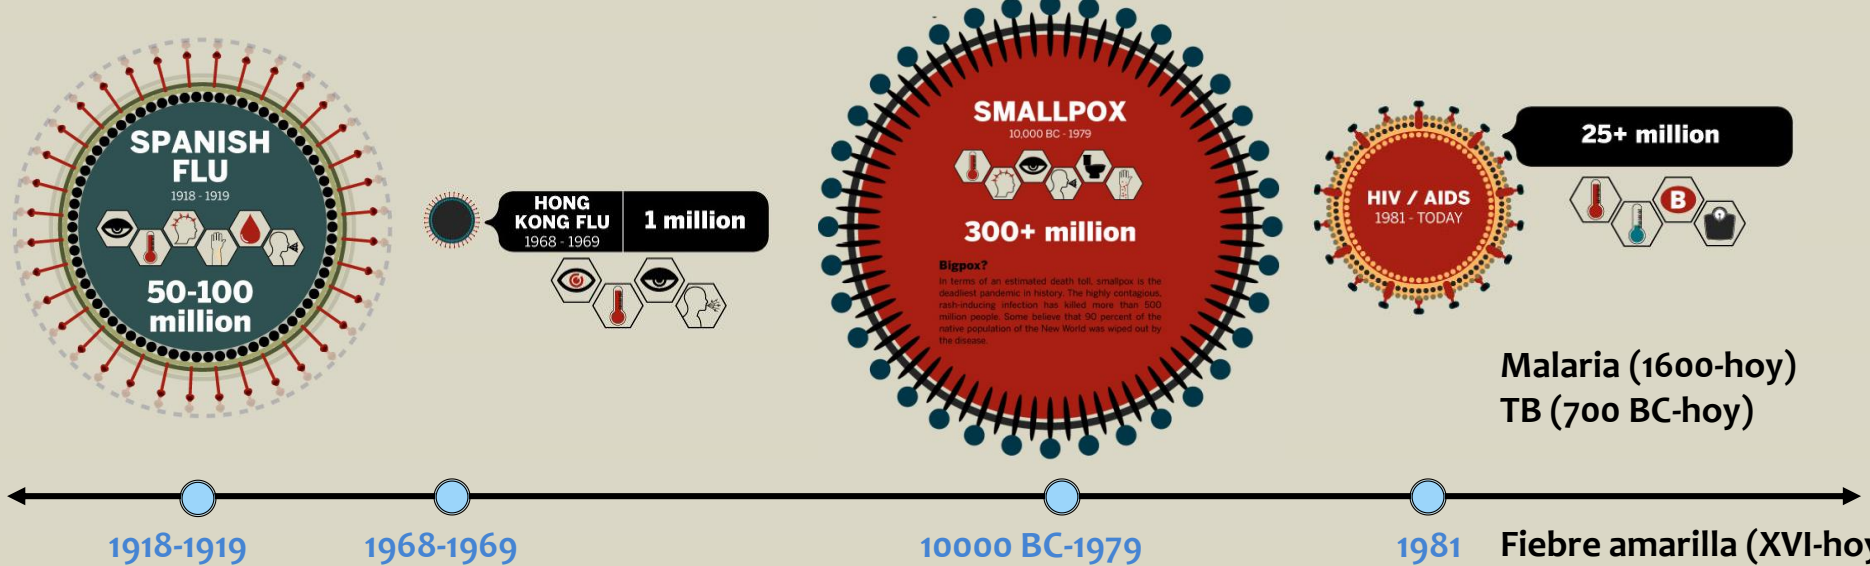 SPANISH
FLU
1918 - 1919
50-100
million
HONG
KONG FLU
1968 - 1969
1 million
SMALLPOX
10,000 BC - 1979
300+ million
Bigpox?
In terms of an estimated death toll, smallpox is the
deadliest pandemic in history. The highly contagious,
rash-inducing infection has killed more than 500
million people. Some believe that 90 percent of the
native population of the New World was wiped out by
the disease.
HIV / AIDS
1981 - TODAY
25+ million
B
Malaria (1600-hoy)
TB (700 BC-hoy)
1918-1919
1968-1969
10000 BC-1979
1981
Fiebre amarilla (XVI-hoy